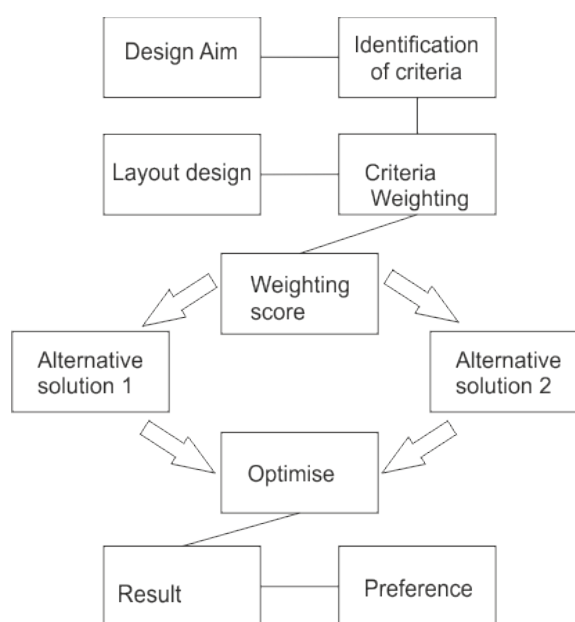 Design Aim
Identification
of criteria
Layout design
Criteria
Weighting
Weighting
score
Alternative
solution 1
Alternative
solution 2
Optimise
Result
Preference